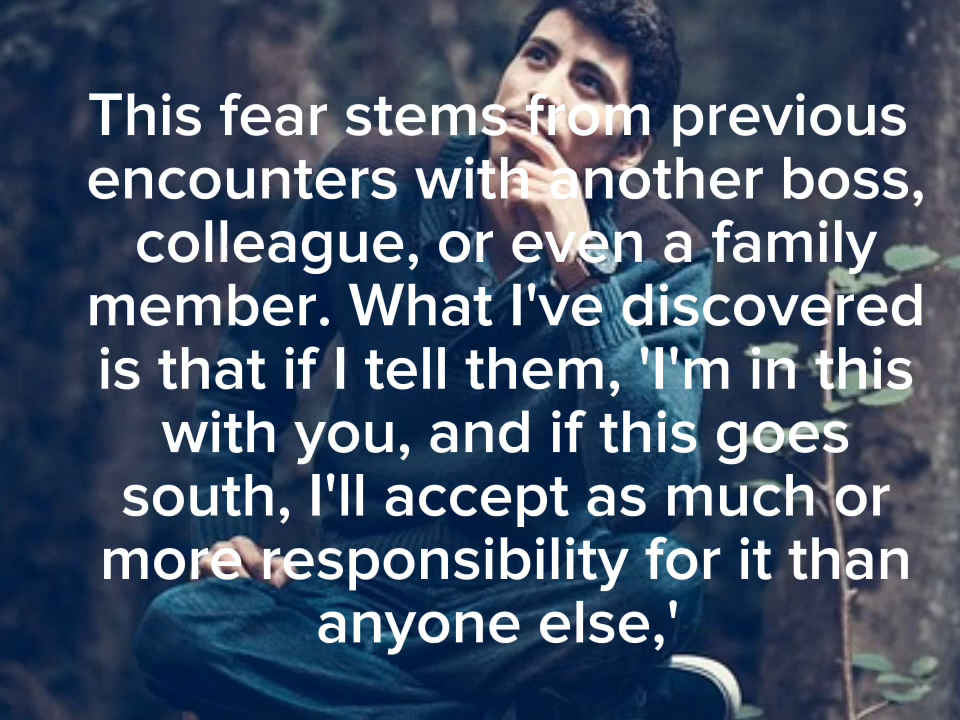 This fear stems from previous
encounters with another boss,
colleague, or even a family
member. What I've discovered
is that if I tell them, 'I'm in this
with you, and if this goes
south, I'll accept as much or
more responsibility for it than
anyone else,'